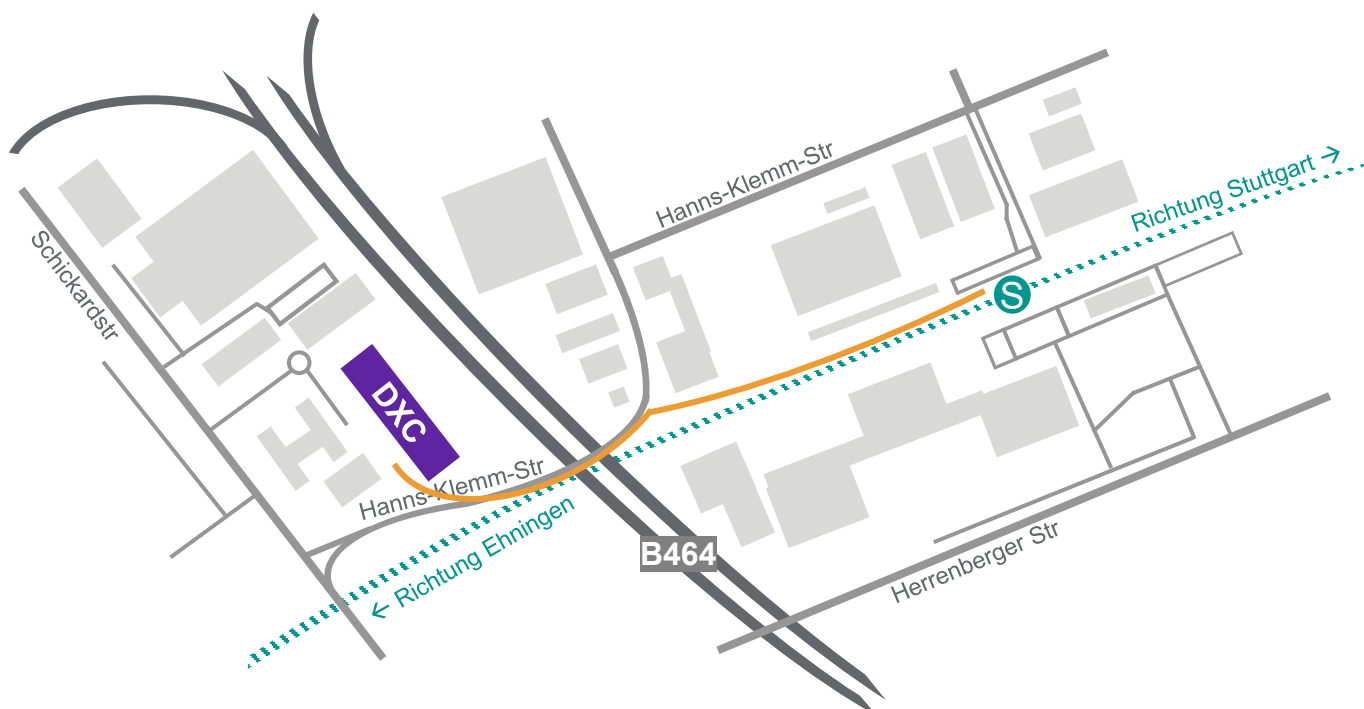 Hanns-Klemm-Str
Richtung Stuttgart →
Schickardstr
S
DXC
Hanns-Klemm-Str
← Richtung Ehningen
B464
Herrenberger Str